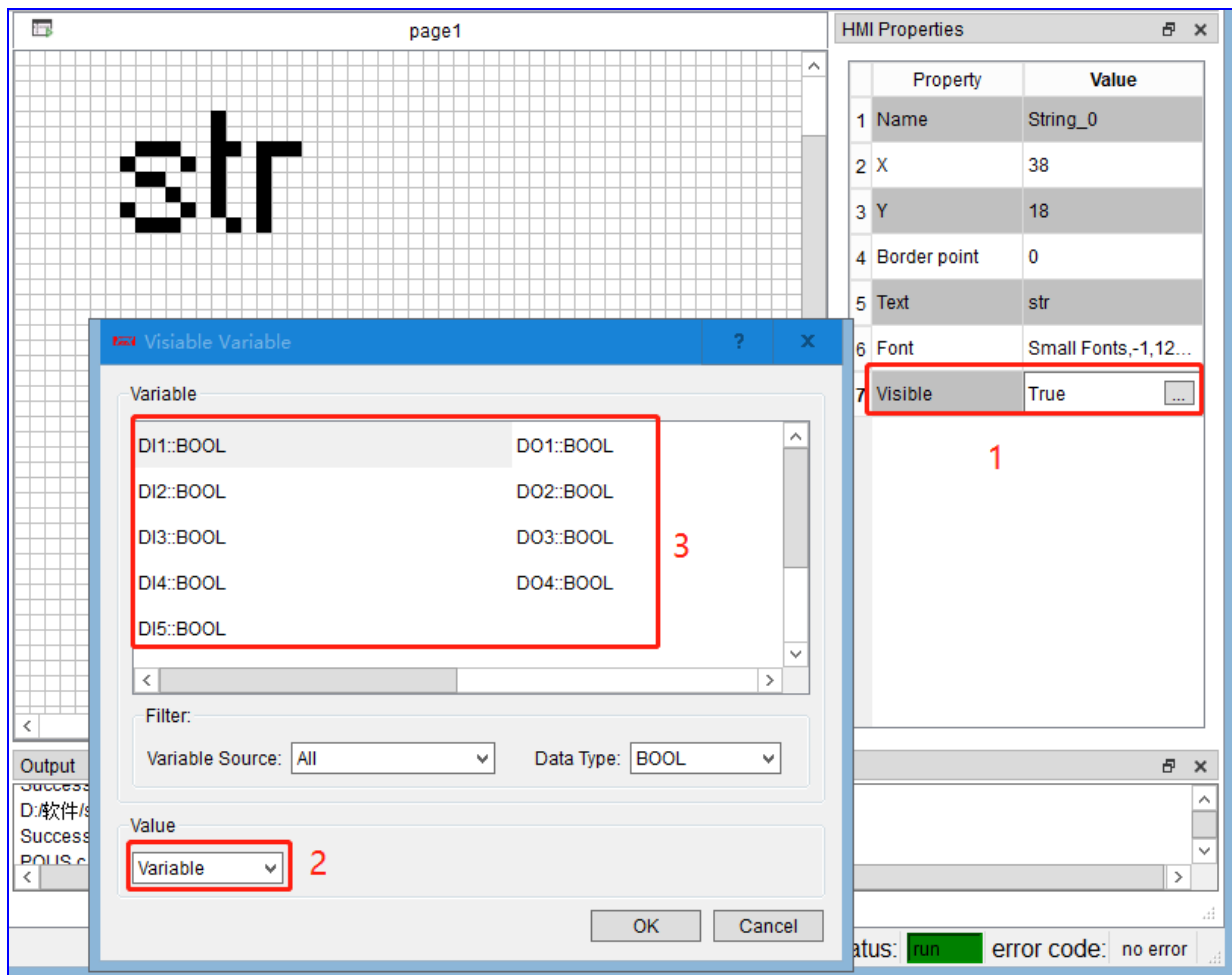 page1
HMI Properties
Property Value
1 Name String_0
2 X 38
3 Y 18
4 Border point 0
5 Text str
6 Font Small Fonts,-1,12...
7 Visible True ...
1
str
Visiable Variable ? X
Variable
DI1::BOOL DO1::BOOL
DI2::BOOL DO2::BOOL
DI3::BOOL DO3::BOOL
DI4::BOOL DO4::BOOL
DI5::BOOL
3
Filter:
Variable Source: All Data Type: BOOL
Value
Variable
2
OK Cancel
Output
Success
D:/软件/s
Success
POUS.c
atus: run error code: no error